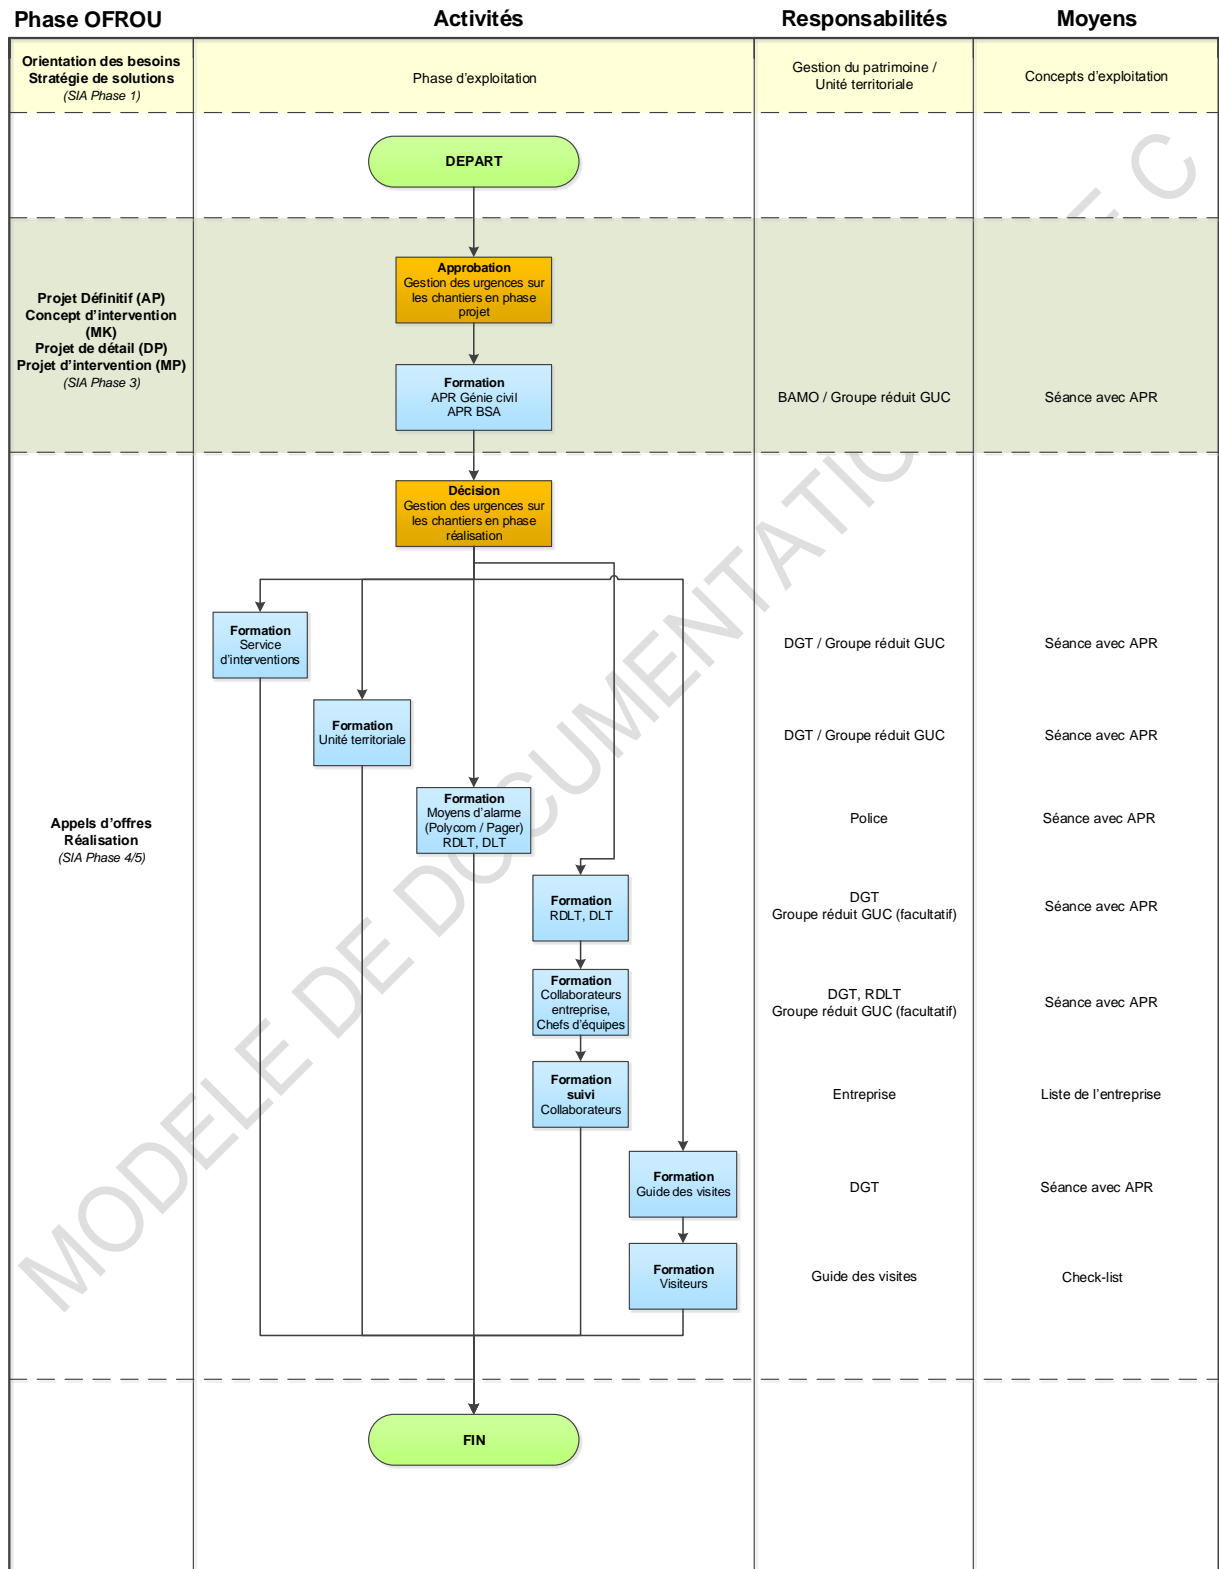 Phase OFROU
Activités
Responsabilités
Moyens
Orientation des besoins
Stratégie de solutions
(SIA Phase 1)
Phase d'exploitation
Gestion du patrimoine /
Unité territoriale
Concepts d'exploitation
DEPART
Projet Définitif (AP)
Concept d'intervention
(MK)
Projet de détail (DP)
Projet d'intervention (MP)
(SIA Phase 3)
Approbation
Gestion des urgences sur
les chantiers en phase
projet
Formation
APR Génie civil
APR BSA
BAMO / Groupe réduit GUC
Séance avec APR
Décision
Gestion des urgences sur
les chantiers en phase
réalisation
Formation
Service
d'interventions
DGT / Groupe réduit GUC
Séance avec APR
Formation
Unité territoriale
DGT / Groupe réduit GUC
Séance avec APR
Appels d'offres
Réalisation
(SIA Phase 4/5)
Formation
Moyens d'alarme
(Polycom / Pager)
RDLT, DLT
Police
Séance avec APR
Formation
RDLT, DLT
DGT
Groupe réduit GUC (facultatif)
Séance avec APR
Formation
Collaborateurs
entreprise,
Chefs d'équipes
DGT, RDLT
Groupe réduit GUC (facultatif)
Séance avec APR
Formation
suivi
Collaborateurs
Entreprise
Liste de l'entreprise
Formation
Guide des visites
DGT
Séance avec APR
Formation
Visiteurs
Guide des visites
Check-list
FIN
MODELE DE DOCUMENTATION
E C